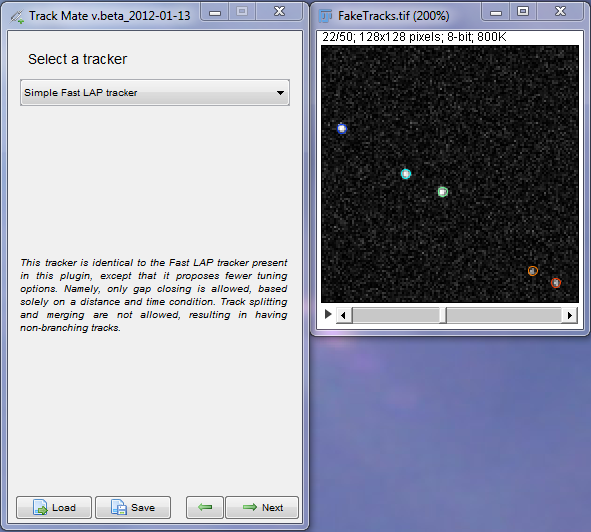 Track Mate v.beta_2012-01-13
Select a tracker
Simple Fast LAP tracker
This tracker is identical to the Fast LAP tracker present
in this plugin, except that it proposes fewer tuning
options. Namely, only gap closing is allowed, based
solely on a distance and time condition. Track splitting
and merging are not allowed, resulting in having
non-branching tracks.
Load
Save
Next
FakeTracks.tif (200%)
22/50; 128x128 pixels; 8-bit; 800K